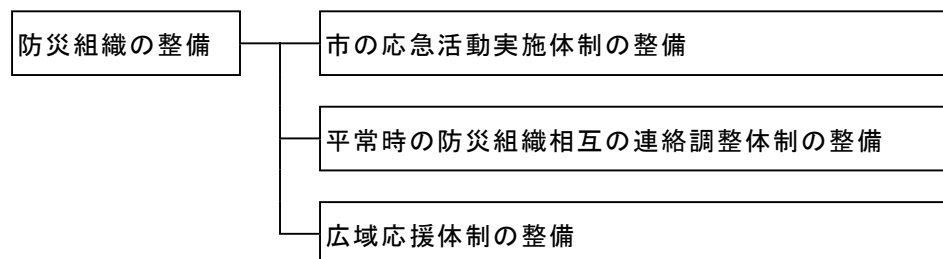 防災組織の整備
市の応急活動実施体制の整備
平常時の防災組織相互の連絡調整体制の整備
広域応援体制の整備